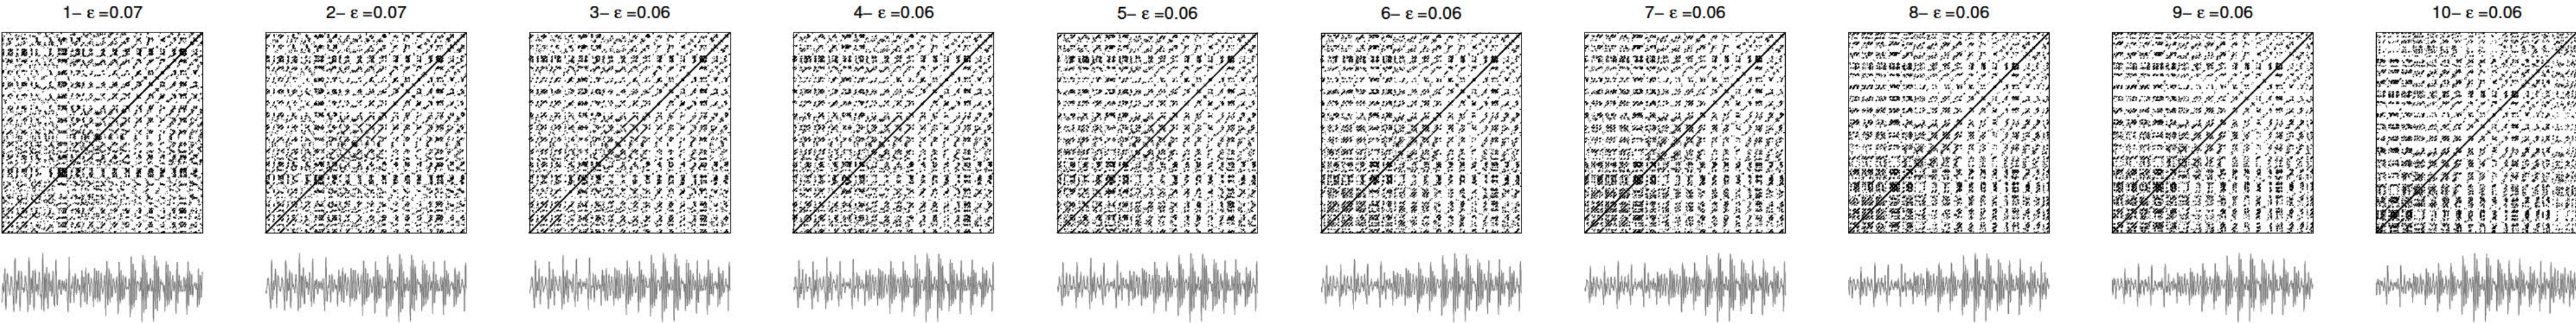 1– ε =0.07
2– ε =0.07
3– ε =0.06
4– ε =0.06
5– ε =0.06
6– ε =0.06
7– ε =0.06
8– ε =0.06
9– ε =0.06
10– ε =0.06